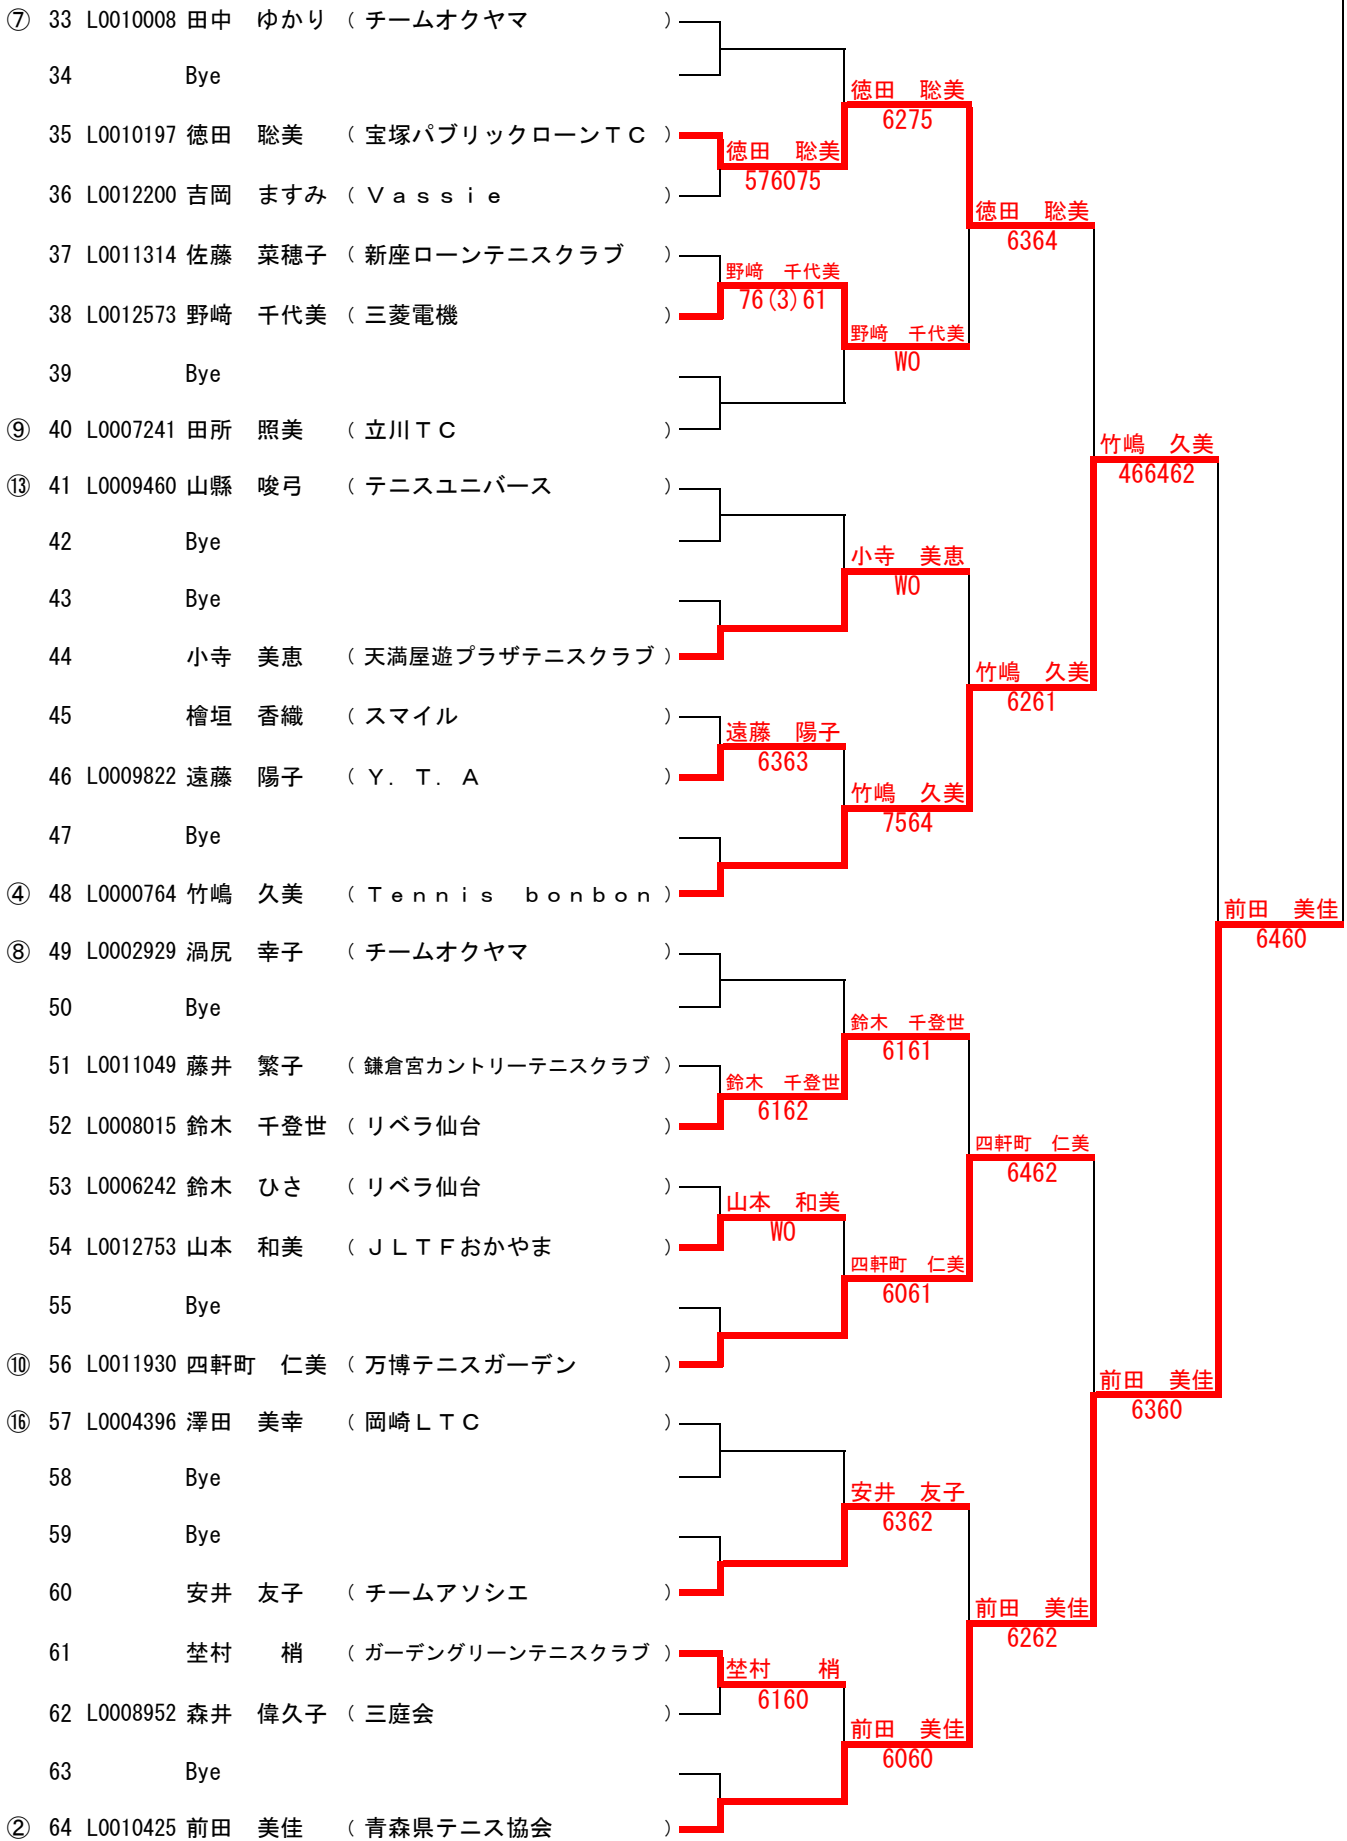 ⑦ 33 L0010008 田中　ゆかり ( チームオクヤマ )
34 Bye
徳田　聡美
6275
35 L0010197 徳田　聡美 ( 宝塚パブリックローンＴＣ )
徳田　聡美
576075
36 L0012200 吉岡　ますみ ( Ｖａｓｓｉｅ )
徳田　聡美
6364
37 L0011314 佐藤　菜穂子 ( 新座ローンテニスクラブ )
野﨑　千代美
76(3)61
38 L0012573 野﨑　千代美 ( 三菱電機 )
野﨑　千代美
WO
39 Bye
⑨ 40 L0007241 田所　照美 ( 立川ＴＣ )
竹嶋　久美
466462
⑬ 41 L0009460 山縣　唆弓 ( テニスユニバース )
42 Bye
小寺　美恵
WO
43 Bye
44 小寺　美恵 ( 天満屋遊プラザテニスクラブ )
竹嶋　久美
6261
45 檜垣　香織 ( スマイル )
遠藤　陽子
6363
46 L0009822 遠藤　陽子 ( Ｙ．Ｔ．Ａ )
竹嶋　久美
7564
47 Bye
④ 48 L0000764 竹嶋　久美 ( Ｔｅｎｎｉｓ　ｂｏｎｂｏｎ )
前田　美佳
6460
⑧ 49 L0002929 渦尻　幸子 ( チームオクヤマ )
50 Bye
鈴木　千登世
6161
51 L0011049 藤井　繁子 ( 鎌倉宮カントリーテニスクラブ )
鈴木　千登世
6162
52 L0008015 鈴木　千登世 ( リベラ仙台 )
四軒町　仁美
6462
53 L0006242 鈴木　ひさ ( リベラ仙台 )
山本　和美
WO
54 L0012753 山本　和美 ( ＪＬＴＦおかやま )
四軒町　仁美
6061
55 Bye
⑩ 56 L0011930 四軒町　仁美 ( 万博テニスガーデン )
前田　美佳
6360
⑯ 57 L0004396 澤田　美幸 ( 岡崎ＬＴＣ )
58 Bye
安井　友子
6362
59 Bye
60 安井　友子 ( チームアソシエ )
前田　美佳
6262
61 埜村　梢 ( ガーデングリーンテニスクラブ )
埜村　梢
6160
62 L0008952 森井　偉久子 ( 三庭会 )
前田　美佳
6060
63 Bye
② 64 L0010425 前田　美佳 ( 青森県テニス協会 )